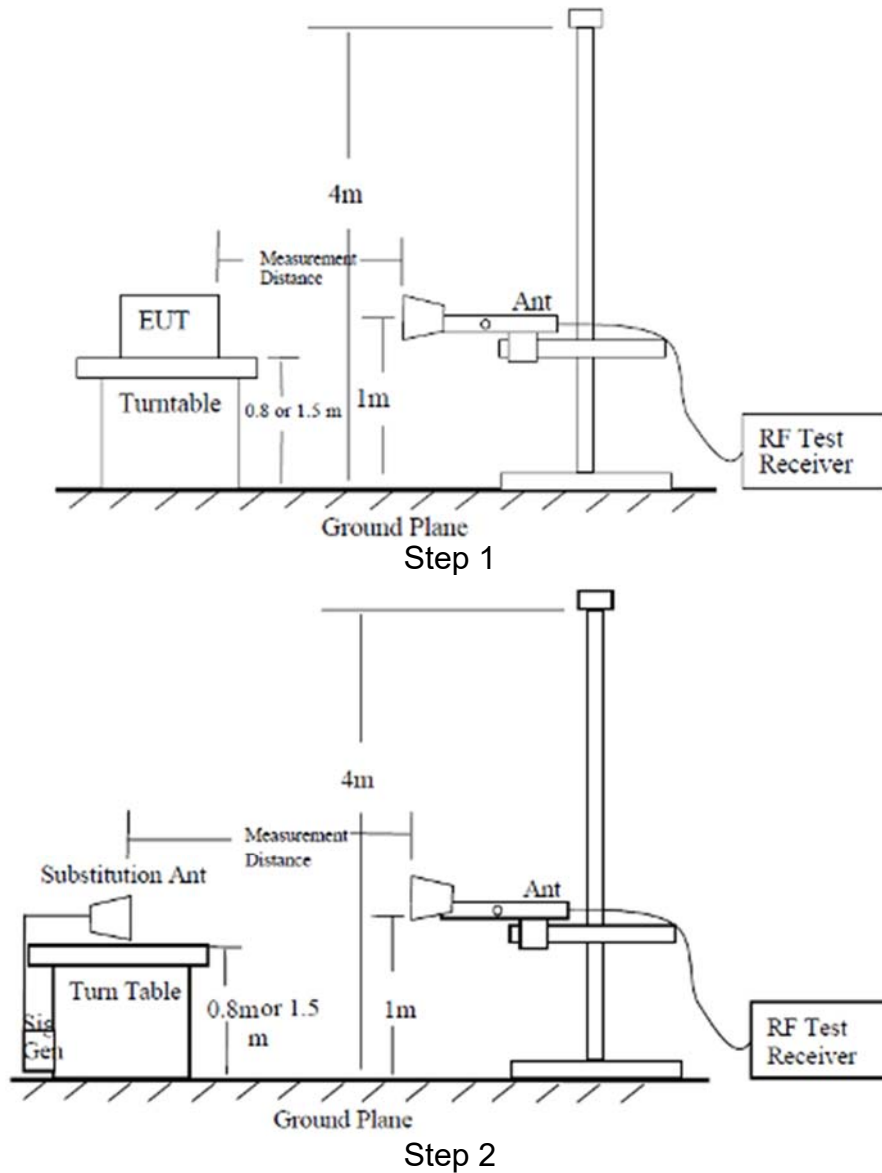 4m
Measurement
Distance
EUT
Ant
Turntable
0.8 or 1.5 m
1m
RF Test
Receiver
Ground Plane
Step 1
4m
Measurement
Distance
Substitution Ant
Ant
Turn Table
0.8m or 1.5
m
1m
Sig
Gen
RF Test
Receiver
Ground Plane
Step 2